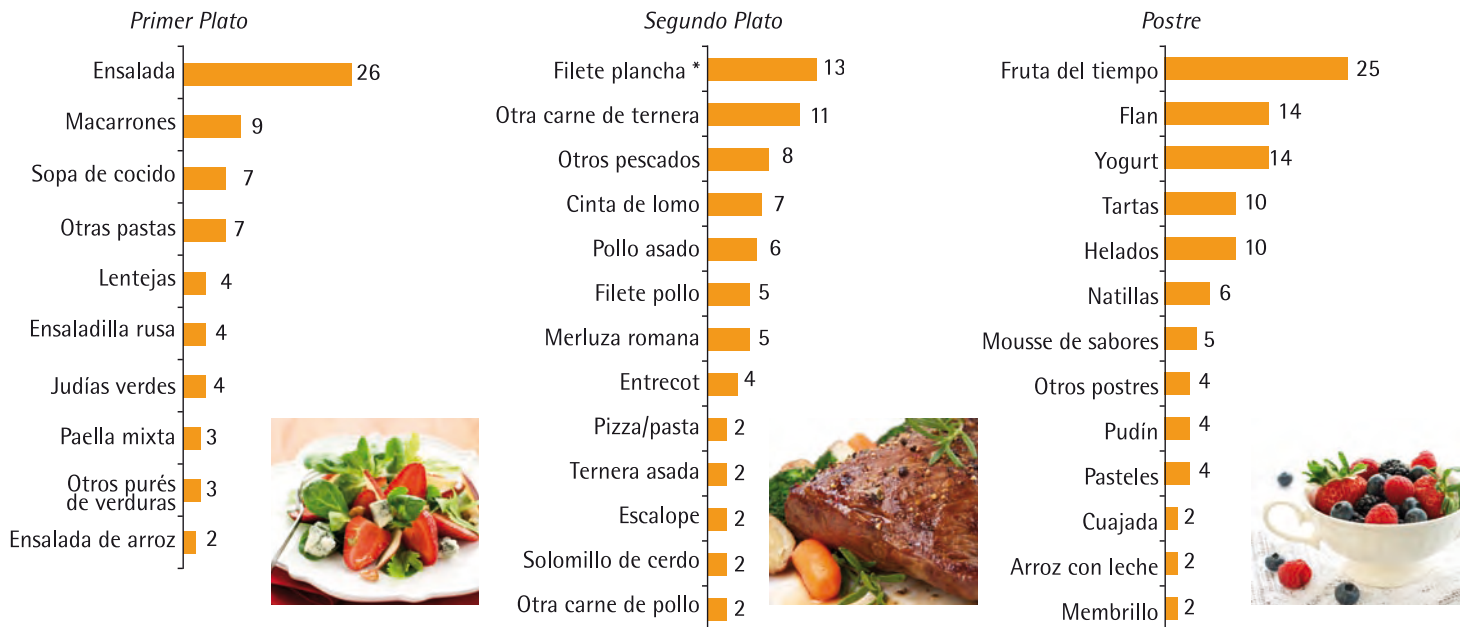 Primer Plato
Ensalada 26
Macarrones 9
Sopa de cocido 7
Otras pastas 7
Lentejas 4
Ensaladilla rusa 4
Judías verdes 4
Paella mixta 3
Otros purés
de verduras 3
Ensalada de arroz 2
Segundo Plato
Filete plancha * 13
Otra carne de ternera 11
Otros pescados 8
Cinta de lomo 7
Pollo asado 6
Filete pollo 5
Merluza romana 5
Entrecot 4
Pizza/pasta 2
Ternera asada 2
Escalope 2
Solomillo de cerdo 2
Otra carne de pollo 2
Postre
Fruta del tiempo 25
Flan 14
Yogurt 14
Tartas 10
Helados 10
Natillas 6
Mousse de sabores 5
Otros postres 4
Pudín 4
Pasteles 4
Cuajada 2
Arroz con leche 2
Membrillo 2